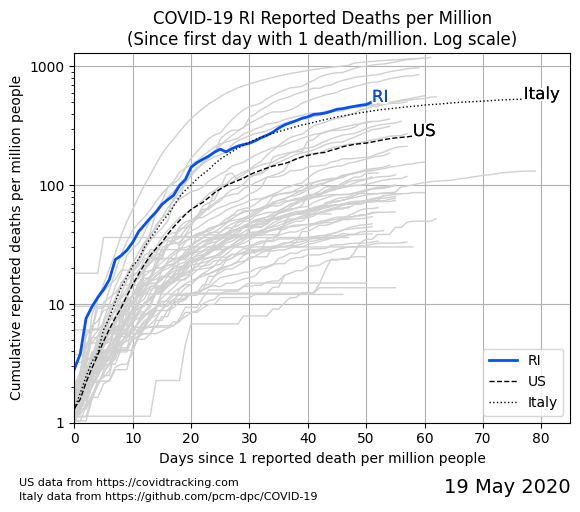 COVID-19 RI Reported Deaths per Million
(Since first day with 1 death/million. Log scale)
Cumulative reported deaths per million people
1000
100
10
1
RI
Italy
US
RI
US
Italy
0 10 20 30 40 50 60 70 80
Days since 1 reported death per million people
US data from https://covidtracking.com
Italy data from https://github.com/pcm-dpc/COVID-19
19 May 2020